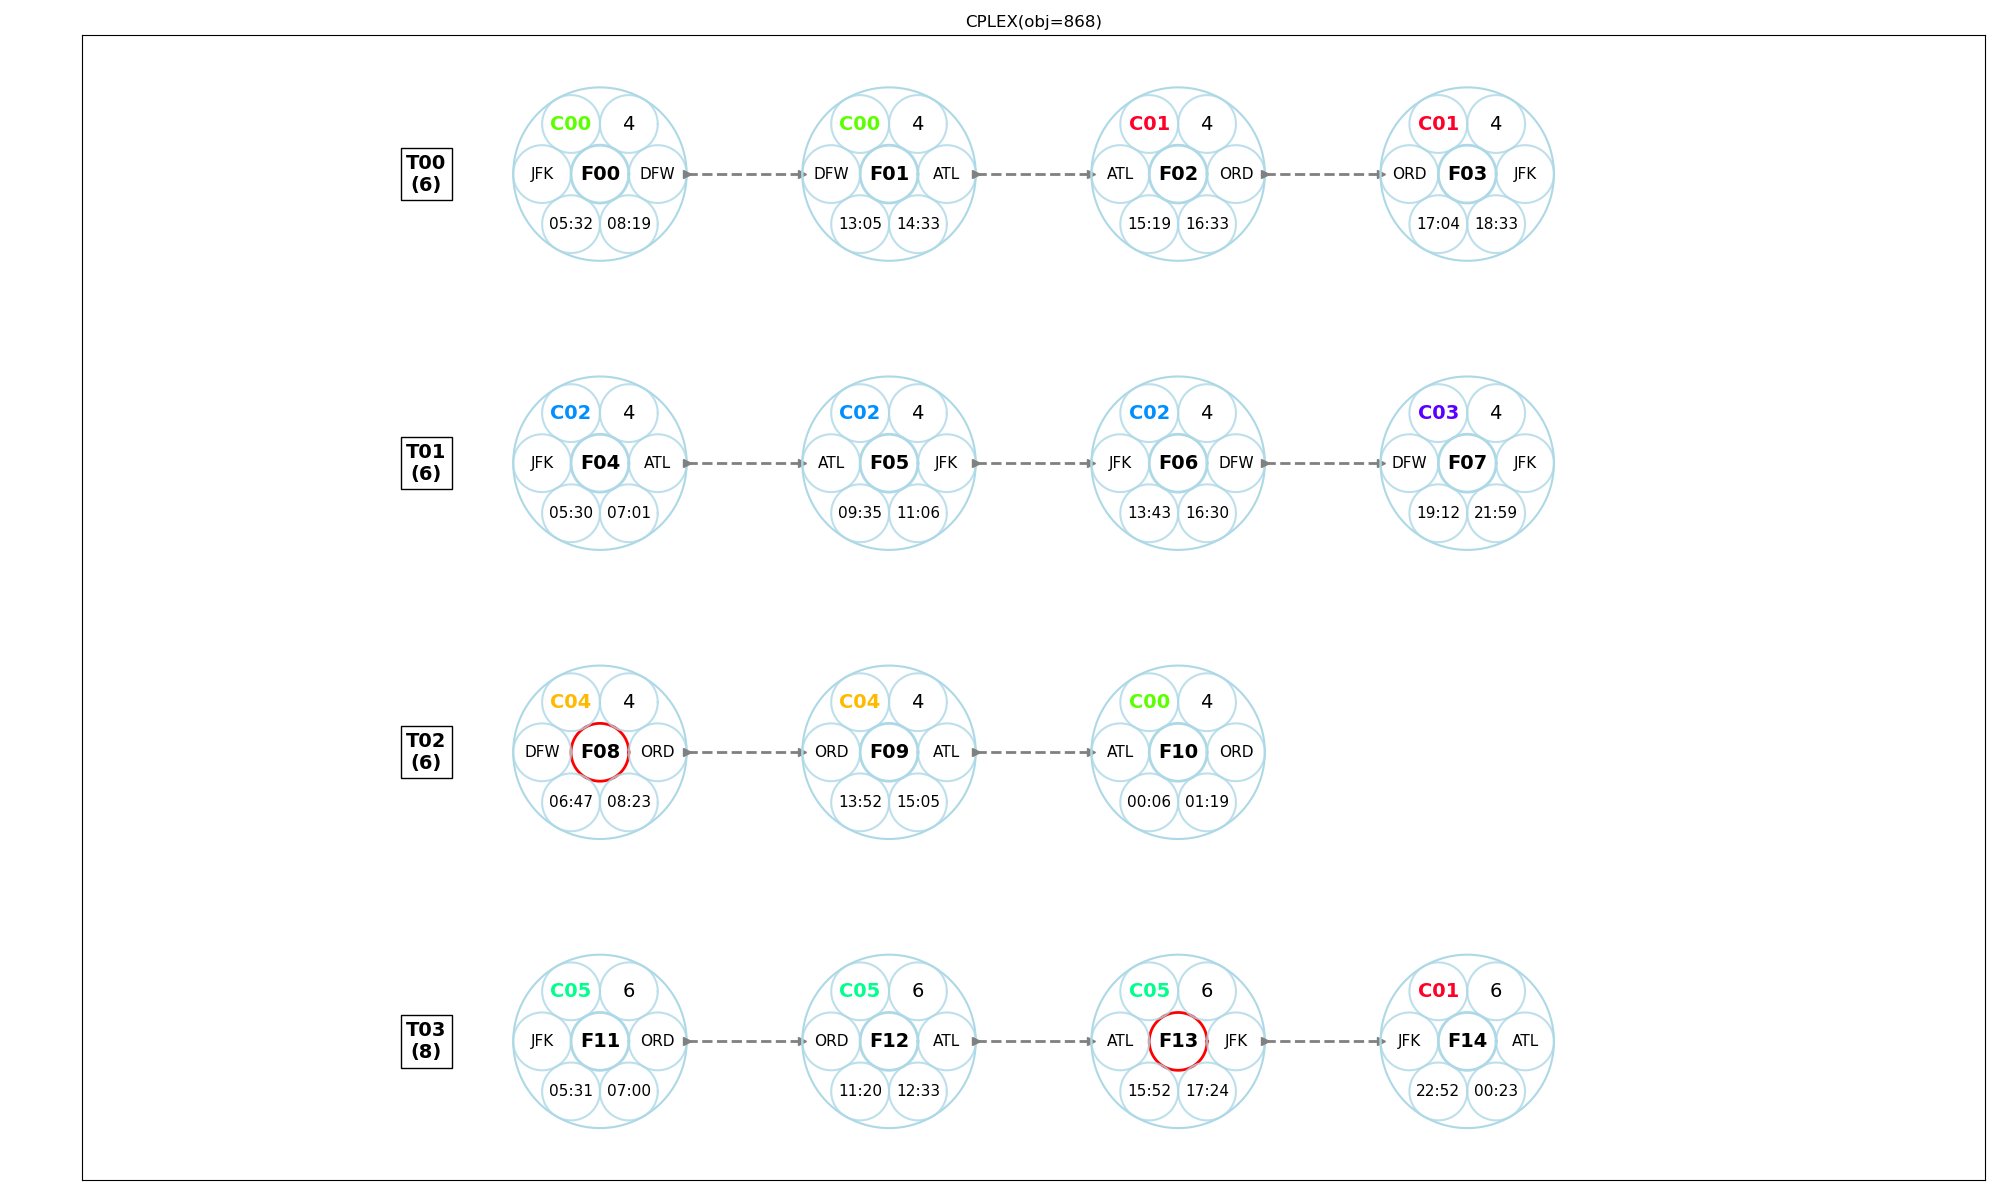 CPLEX(obj=868)
T00
(6)
C00 4 C00 4 C01 4 C01 4
JFK F00 DFW DFW F01 ATL ATL F02 ORD ORD F03 JFK
05:32 08:19 13:05 14:33 15:19 16:33 17:04 18:33
T01
(6)
C02 4 C02 4 C02 4 C03 4
JFK F04 ATL ATL F05 JFK JFK F06 DFW DFW F07 JFK
05:30 07:01 09:35 11:06 13:43 16:30 19:12 21:59
T02
(6)
C04 4 C04 4 C00 4
DFW F08 ORD ORD F09 ATL ATL F10 ORD
06:47 08:23 13:52 15:05 00:06 01:19
T03
(8)
C05 6 C05 6 C05 6 C01 6
JFK F11 ORD ORD F12 ATL ATL F13 JFK JFK F14 ATL
05:31 07:00 11:20 12:33 15:52 17:24 22:52 00:23